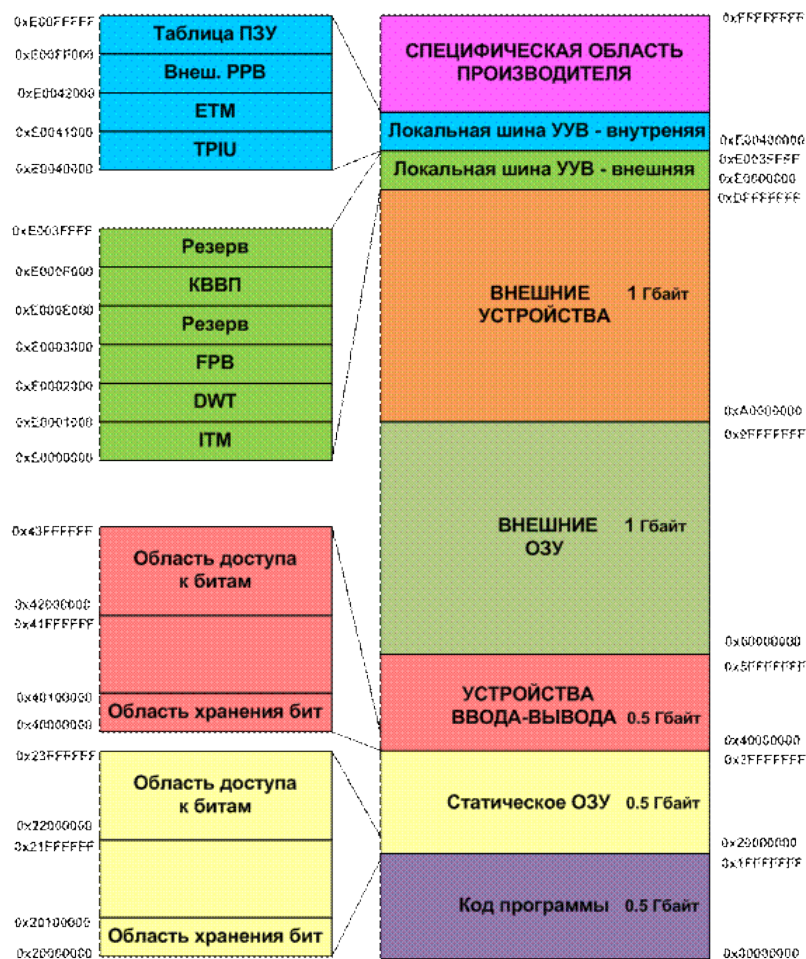 0xE00FFFFF
Таблица ПЗУ
0xE00FF000
Внеш. PPB
0xE0042000
ETM
0xE0041000
TPIU
0xE0040000
0xE003FFFF
Резерв
0xE000F000
КВВП
0xE000E000
Резерв
0xE0003000
FPB
0xE0002000
DWT
0xE0001000
ITM
0xE0000000
0x43FFFFFF
Область доступа
к битам
0x42000000
0x41FFFFFF
0x40100000
Область хранения бит
0x40000000
0x23FFFFFF
Область доступа
к битам
0x22000000
0x21FFFFFF
0x20100000
Область хранения бит
0x20000000
0xFFFFFFFF
СПЕЦИФИЧЕСКАЯ ОБЛАСТЬ
ПРОИЗВОДИТЕЛЯ
Локальная шина УУВ - внутреняя
0xE003FFFF
Локальная шина УУВ - внешняя
0xE0000000
0xDFFFFFFF
ВНЕШНИЕ 1 Гбайт
УСТРОЙСТВА
0xA0000000
0x9FFFFFFF
ВНЕШНИЕ 1 Гбайт
ОЗУ
0x60000000
0x5FFFFFFF
УСТРОЙСТВА
ВВОДА-ВЫВОДА 0.5 Гбайт
0x40000000
0x3FFFFFFF
Статическое ОЗУ 0.5 Гбайт
0x20000000
0x1FFFFFFF
Код программы 0.5 Гбайт
0x00000000